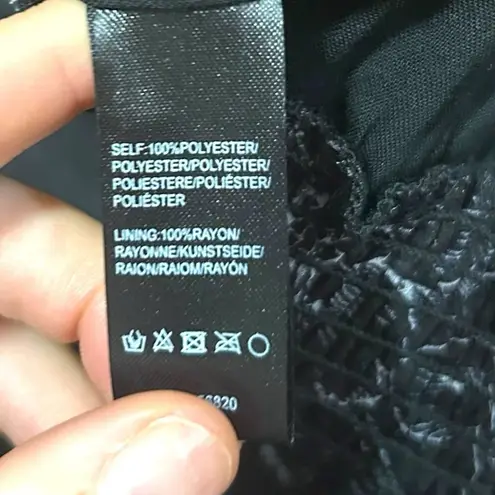 SELF:100%POLYESTER/
POLYESTER/POLYESTER/
POLIESTERE/POLIÉSTER/
POLIÉSTER
LINING:100%RAYON/
RAYONNE/KUNSTSEIDE/
RAION/RAIOM/RAYÓN